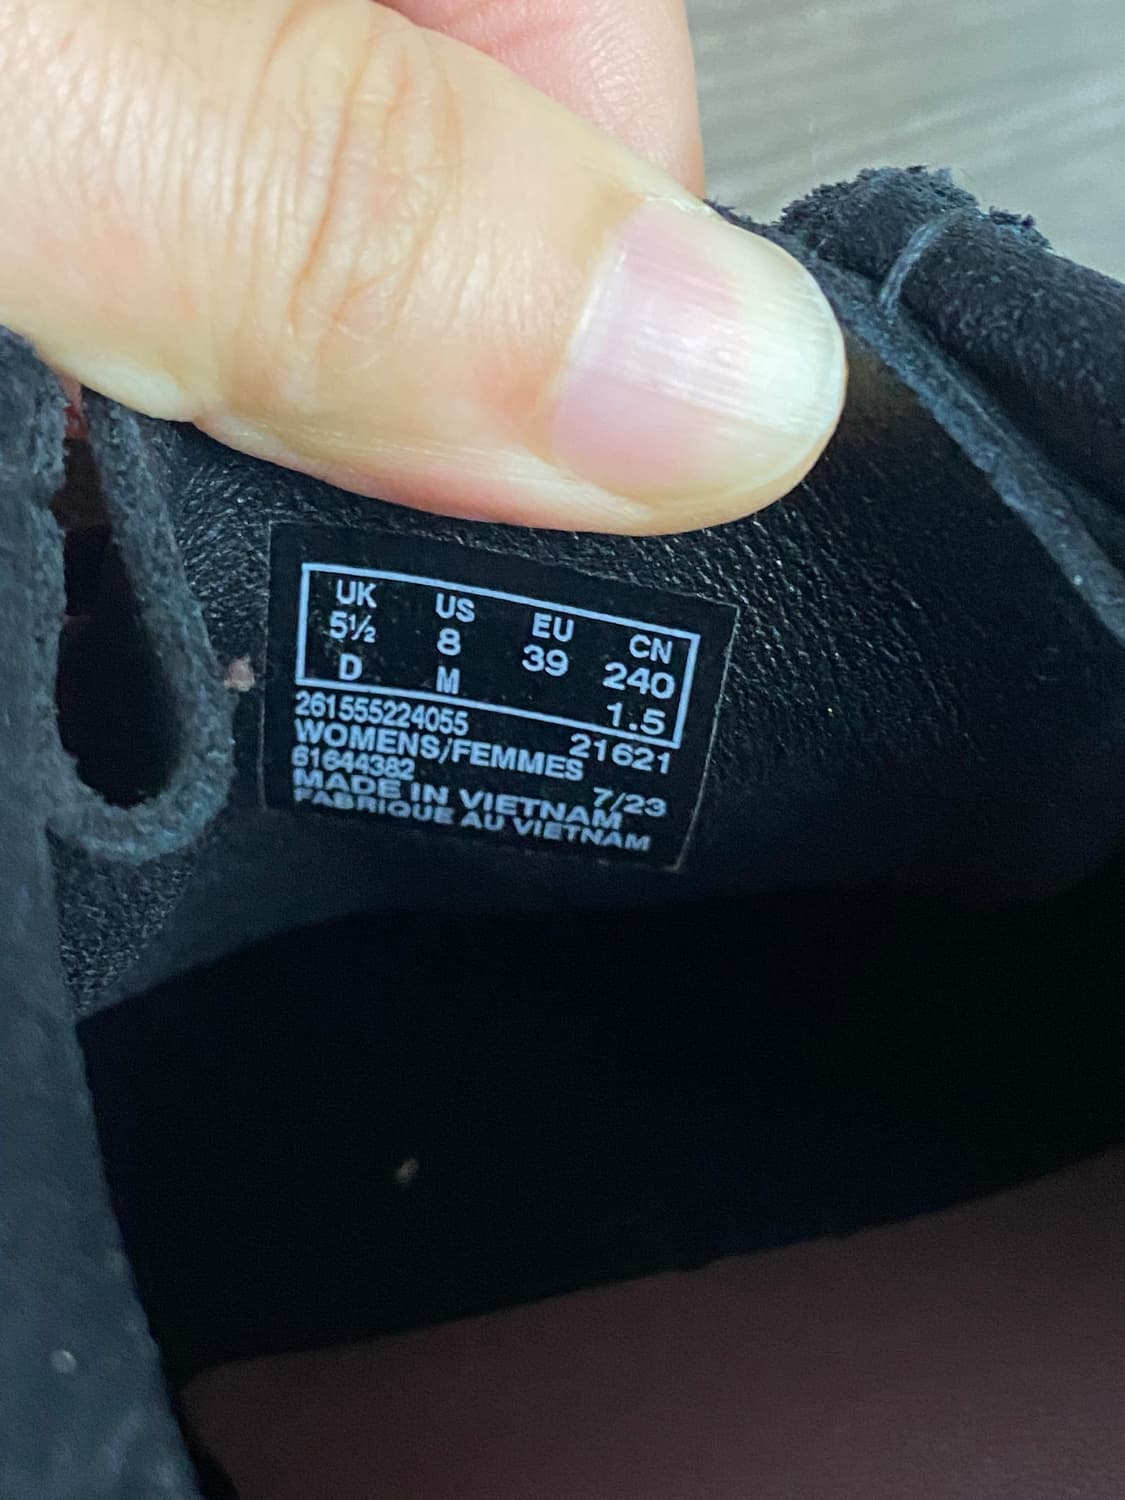 UK US EU CN
5½ 8 39 240
D M 1.5
261555224055 21621
WOMENS/FEMMES
61644382 7/23
MADE IN VIETNAM
FABRIQUE AU VIETNAM